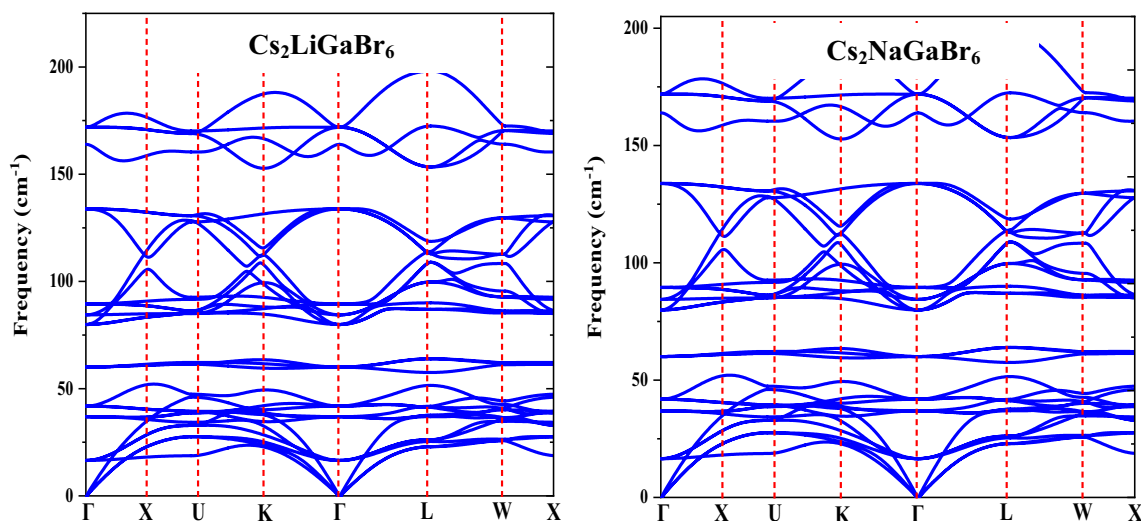 Cs₂LiGaBr₆
Frequency (cm⁻¹)
200
150
100
50
0
Γ X U K Γ L W X
Cs₂NaGaBr₆
Frequency (cm⁻¹)
200
150
100
50
0
Γ X U K Γ L W X